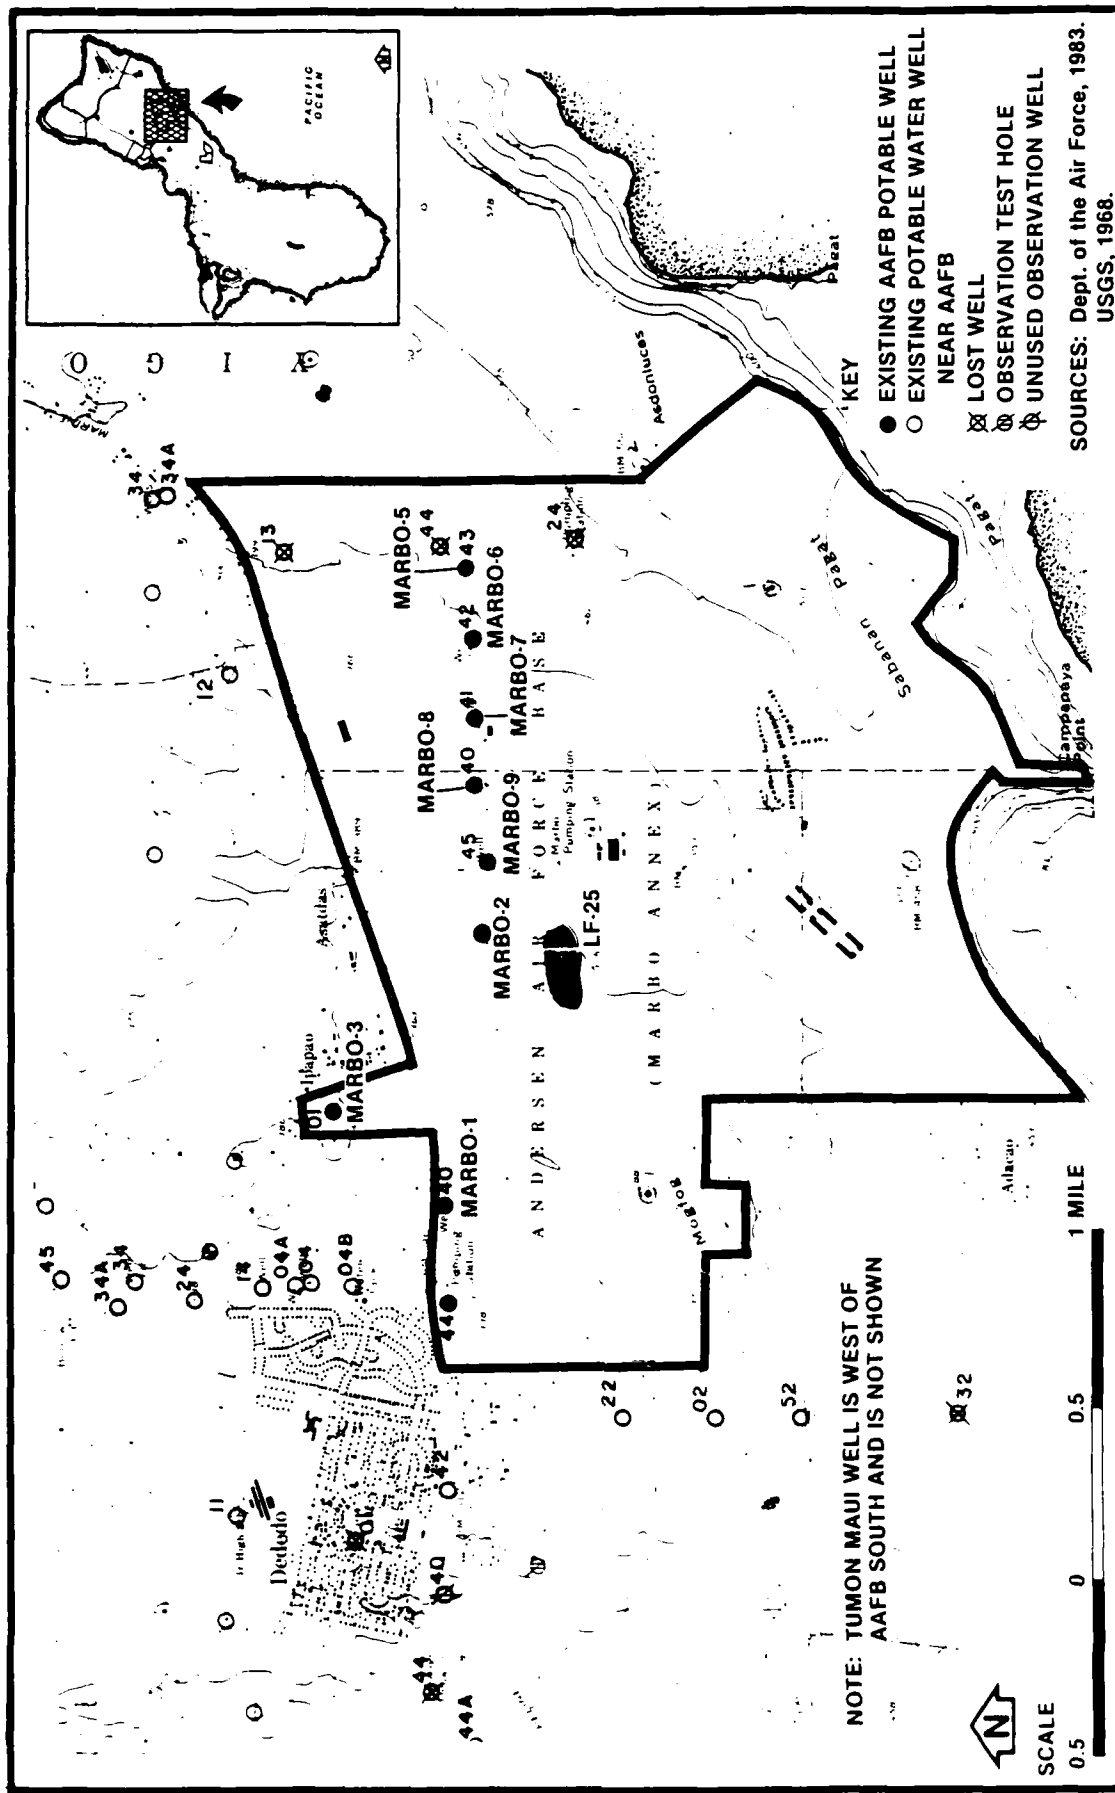 PACIFIC
OCEAN
Y I G O
MARBO-5
MARBO-6
MARBO-7
MARBO-8
MARBO-9
MARBO-2
MARBO-3
MARBO-1
34
34A
13
44
43
24
42
41
40
45
12
01
40
44
45
34A
34
24
14
04A
04
04B
11
42
01
40
44
44A
22
02
52
32
LF-25
ANDERSEN AIR FORCE BASE
(MARBO ANNEX)
Marbo
Pumping Station
Asdonlucas
Pagat
Sabanan Pagat
Pagat
Campapaya
Point
Asatdas
Ipapao
Mogfog
Adacao
Dededo
KEY
EXISTING AAFB POTABLE WELL
EXISTING POTABLE WATER WELL
NEAR AAFB
LOST WELL
OBSERVATION TEST HOLE
UNUSED OBSERVATION WELL
SOURCES: Dept. of the Air Force, 1983.
USGS, 1968.
NOTE: TUMON MAUI WELL IS WEST OF
AAFB SOUTH AND IS NOT SHOWN
N
SCALE
0.5 0 0.5 1 MILE